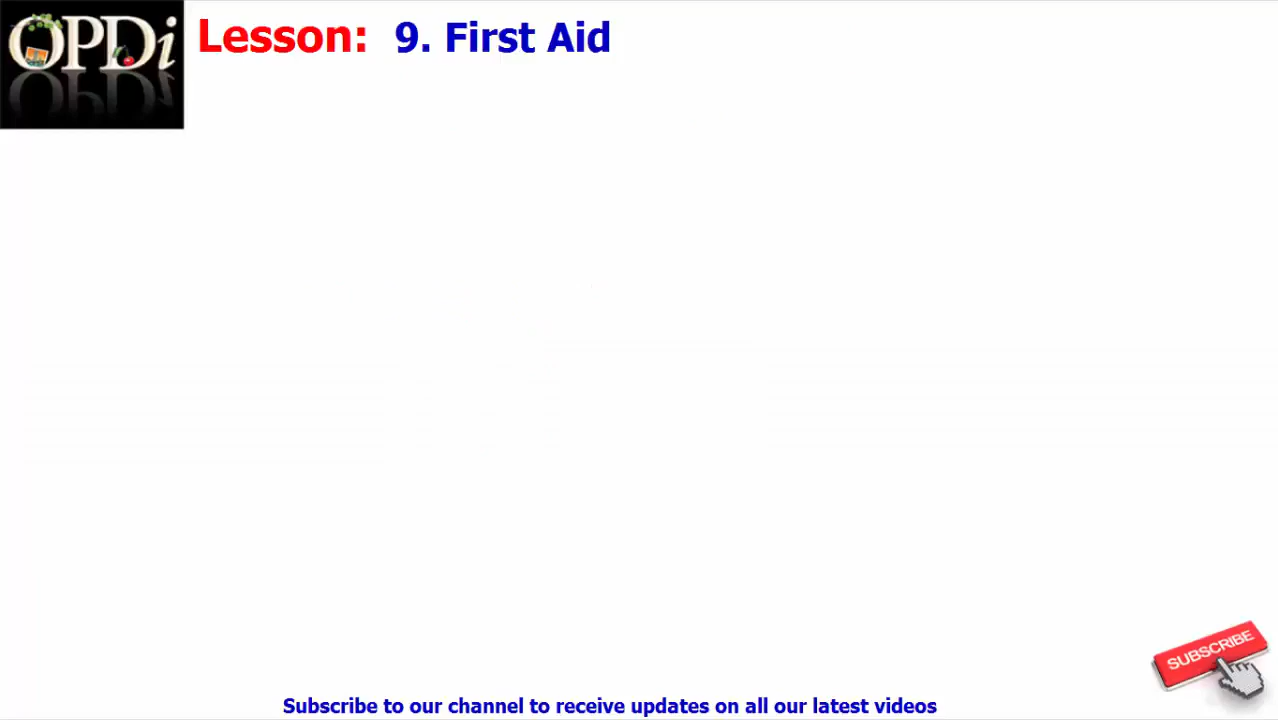 OPDi
Lesson: 9. First Aid
SUBSCRIBE
Subscribe to our channel to receive updates on all our latest videos